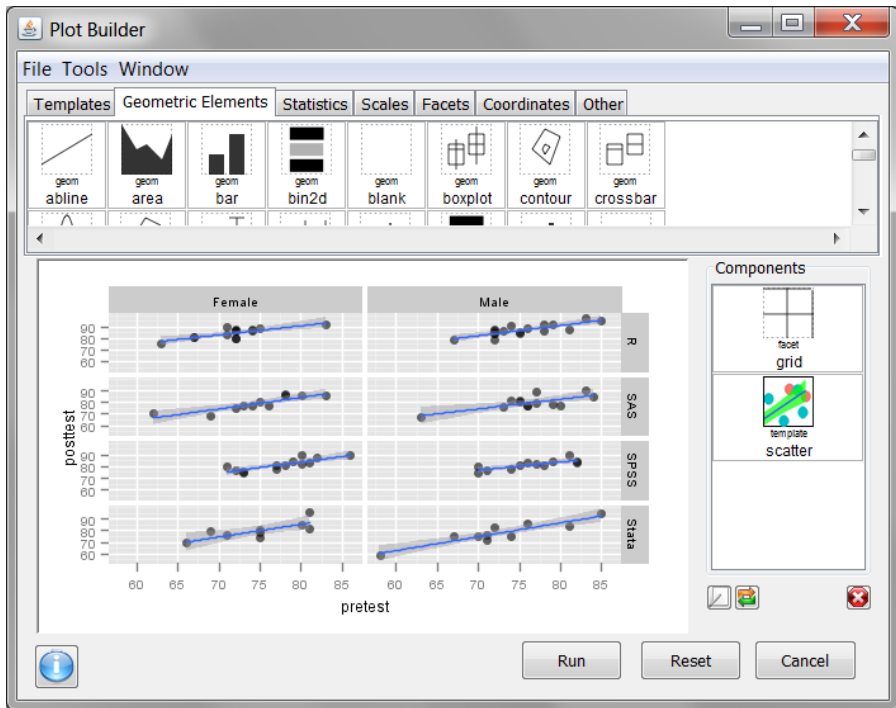 Plot Builder
File Tools Window
Templates Geometric Elements Statistics Scales Facets Coordinates Other
geom geom geom geom geom geom geom geom
abline area bar bin2d blank boxplot contour crossbar
Components
facet
grid
template
scatter
Female Male
90
80
70
60
R
90
80
70
60
SAS
90
80
70
60
SPSS
90
80
70
60
Stata
posttest
60 65 70 75 80 85 60 65 70 75 80 85
pretest
Run Reset Cancel